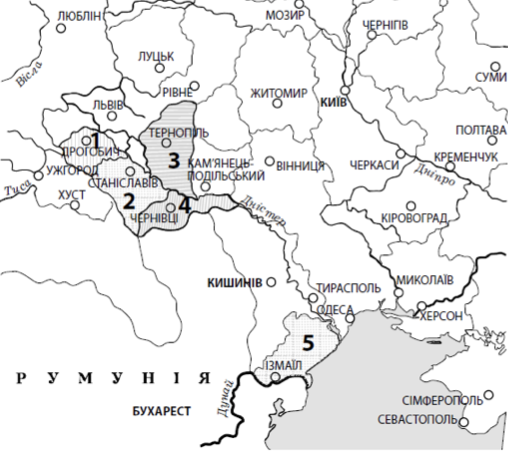 ЛЮБЛІН
МОЗИР
ЧЕРНІГІВ
Вісла
ЛУЦЬК
СУМИ
РІВНЕ
ЖИТОМИР
КИЇВ
ЛЬВІВ
ТЕРНОПІЛЬ
ПОЛТАВА
1
ДРОГОБИЧ
3
КАМ'ЯНЕЦЬ-
ПОДІЛЬСЬКИЙ
ВІННИЦЯ
ЧЕРКАСИ
КРЕМЕНЧУК
УЖГОРОД
Тиса
СТАНІСЛАВІВ
Дніпро
ХУСТ
2
4
ЧЕРНІВЦІ
Дністер
КІРОВОГРАД
КИШИНІВ
ТИРАСПОЛЬ
МИКОЛАЇВ
ОДЕСА
ХЕРСОН
5
ІЗМАЇЛ
РУМУНІЯ
Дунай
БУХАРЕСТ
СІМФЕРОПОЛЬ
СЕВАСТОПОЛЬ